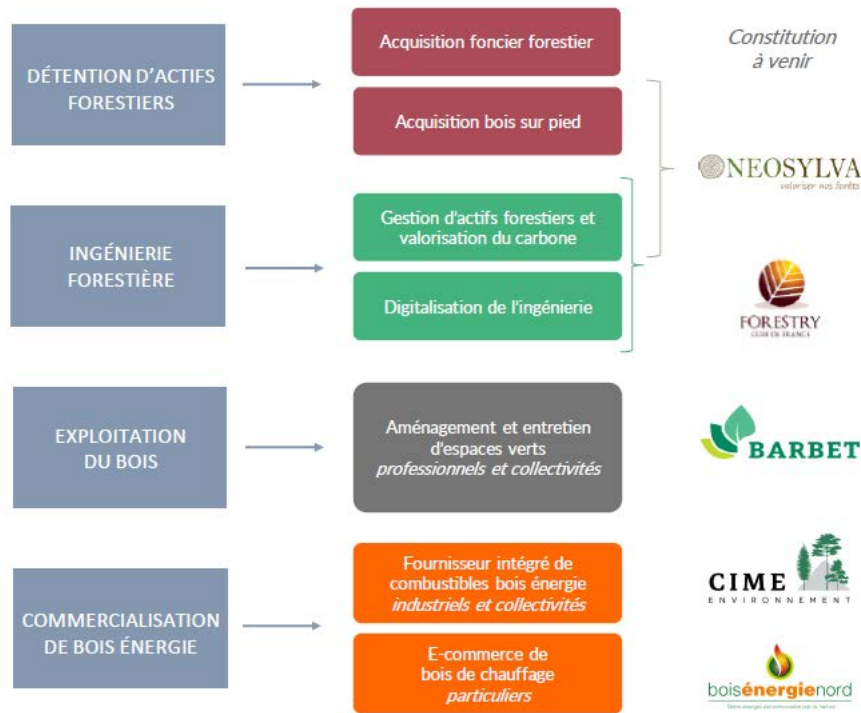 DÉTENTION D'ACTIFS
FORESTIERS
Acquisition foncier forestier
Acquisition bois sur pied
Constitution
à venir
NEOSYLVA
valoriser nos forêts
INGÉNIERIE
FORESTIÈRE
Gestion d'actifs forestiers et
valorisation du carbone
Digitalisation de l'ingénierie
FORESTRY
CLUB DE FRANCE
EXPLOITATION
DU BOIS
Aménagement et entretien
d'espaces verts
professionnels et collectivités
BARBET
COMMERCIALISATION
DE BOIS ÉNERGIE
Fournisseur intégré de
combustibles bois énergie
industriels et collectivités
E-commerce de
bois de chauffage
particuliers
CIME
ENVIRONNEMENT
boisénergienord